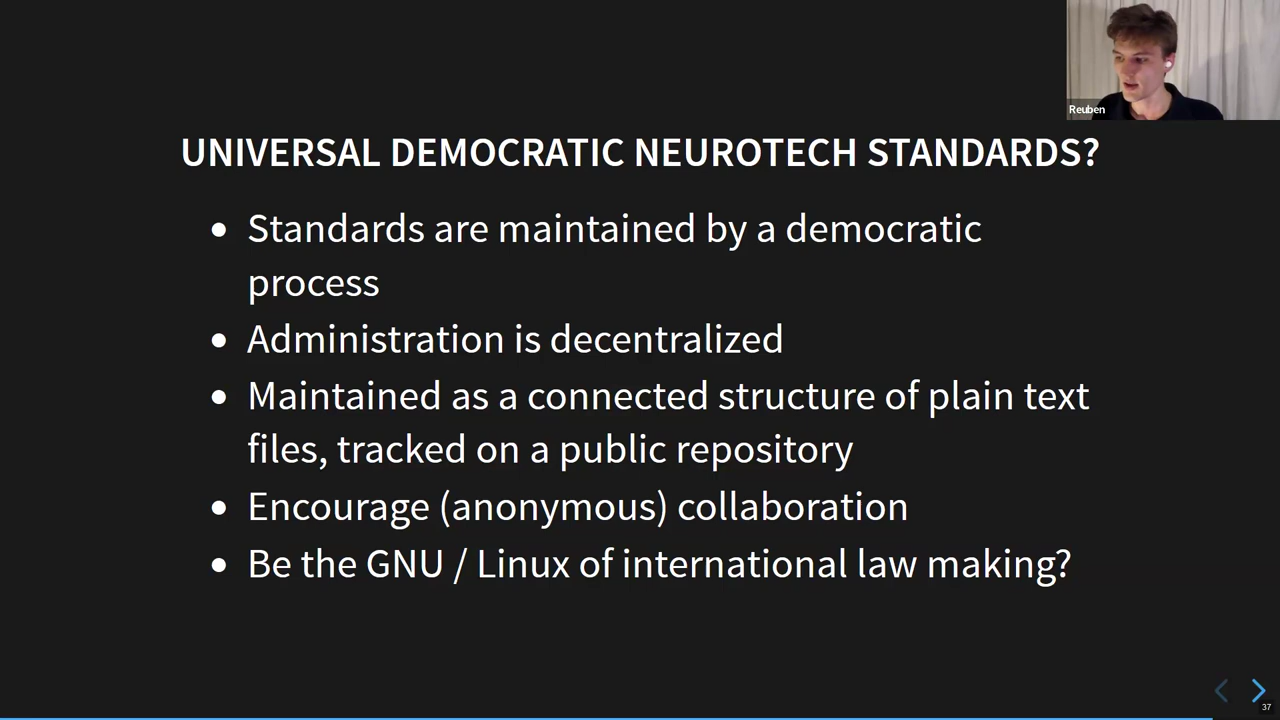 Reuben
UNIVERSAL DEMOCRATIC NEUROTECH STANDARDS?
Standards are maintained by a democratic
process
Administration is decentralized
Maintained as a connected structure of plain text
files, tracked on a public repository
Encourage (anonymous) collaboration
Be the GNU / Linux of international law making?
37